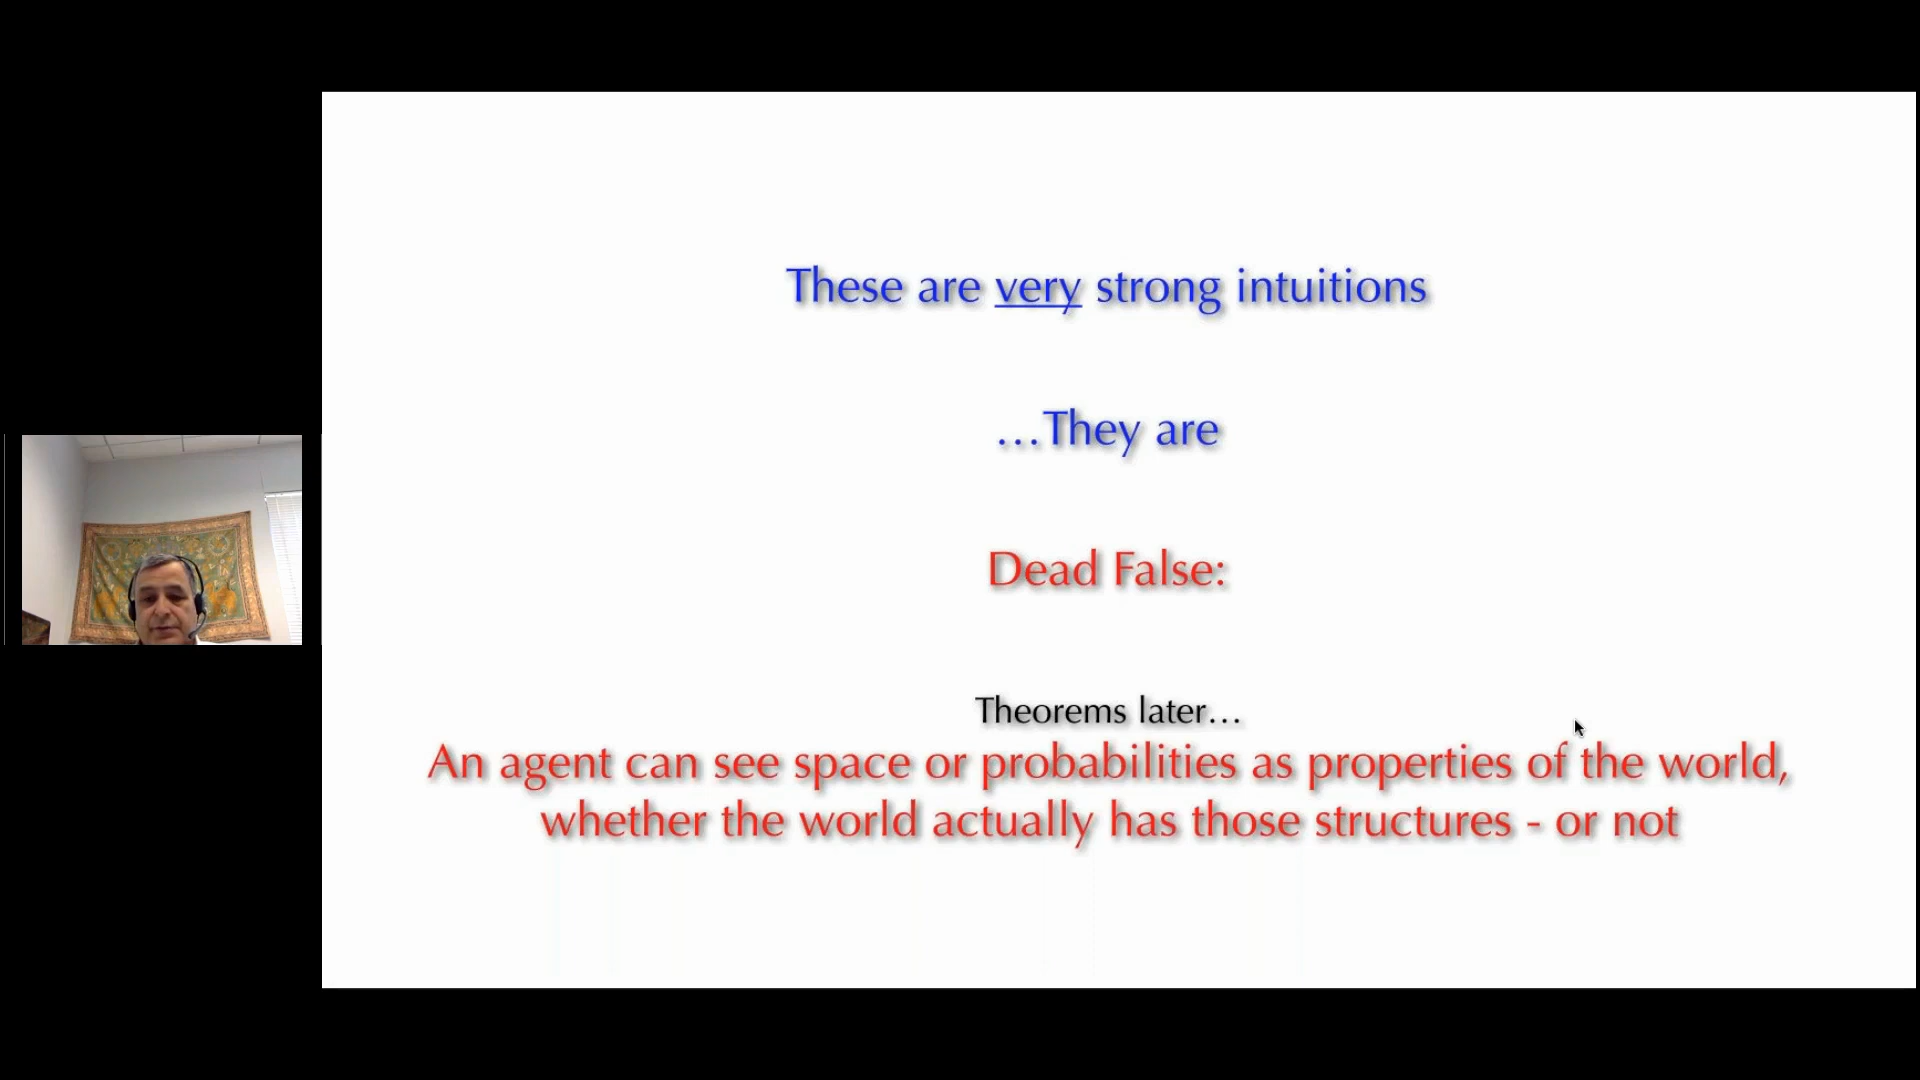 These are very strong intuitions
…They are
Dead False:
Theorems later…
An agent can see space or probabilities as properties of the world,
whether the world actually has those structures - or not